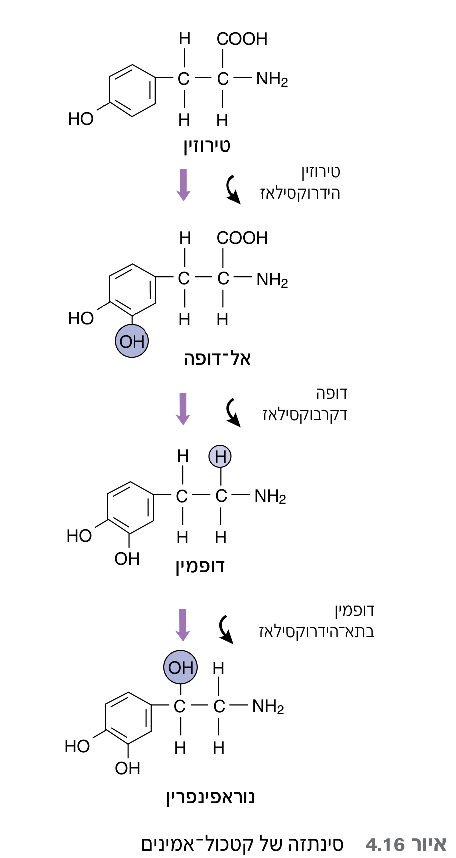 H COOH
C C NH₂
HO H H
טירוזין
טירוזין
הידרוקסילאז
H COOH
C C NH₂
HO H H
OH
אל־דופה
דופה
דקרבוקסילאז
H H
C C NH₂
HO H H
OH
דופמין
דופמין
בתא־הידרוקסילאז
OH H
C C NH₂
HO H H
OH
נוראפינפרין
איור 4.16 סינתזה של קטכול־אמינים